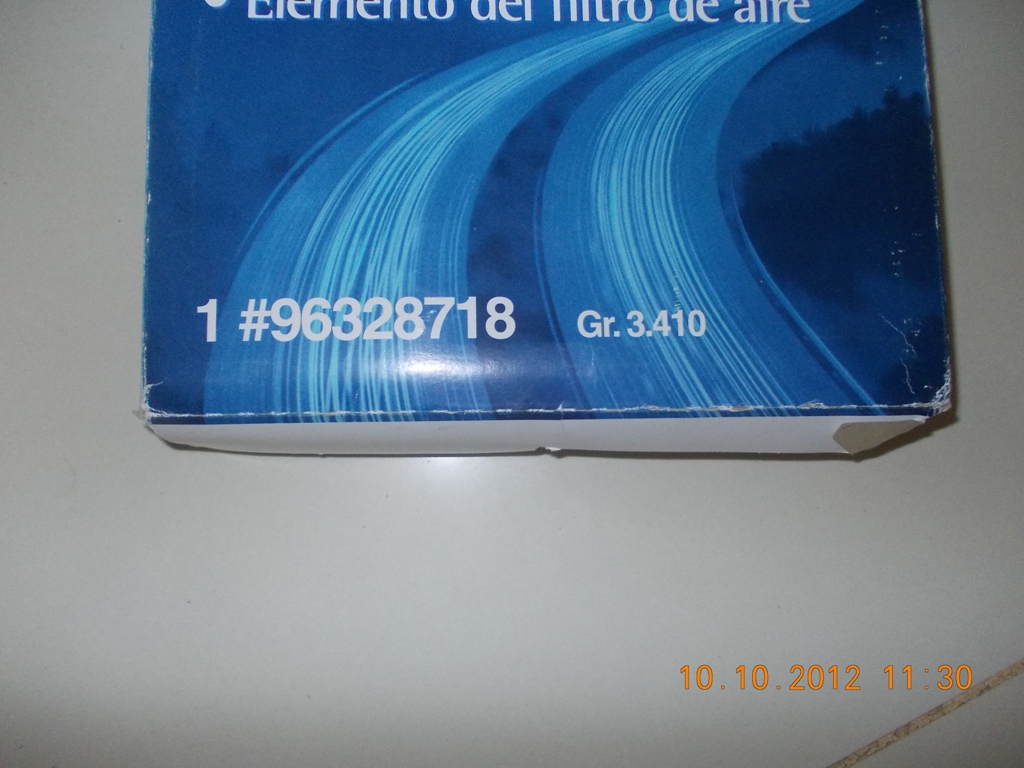 Elemento del filtro de aire
1 #96328718 Gr. 3.410
10.10.2012 11:30